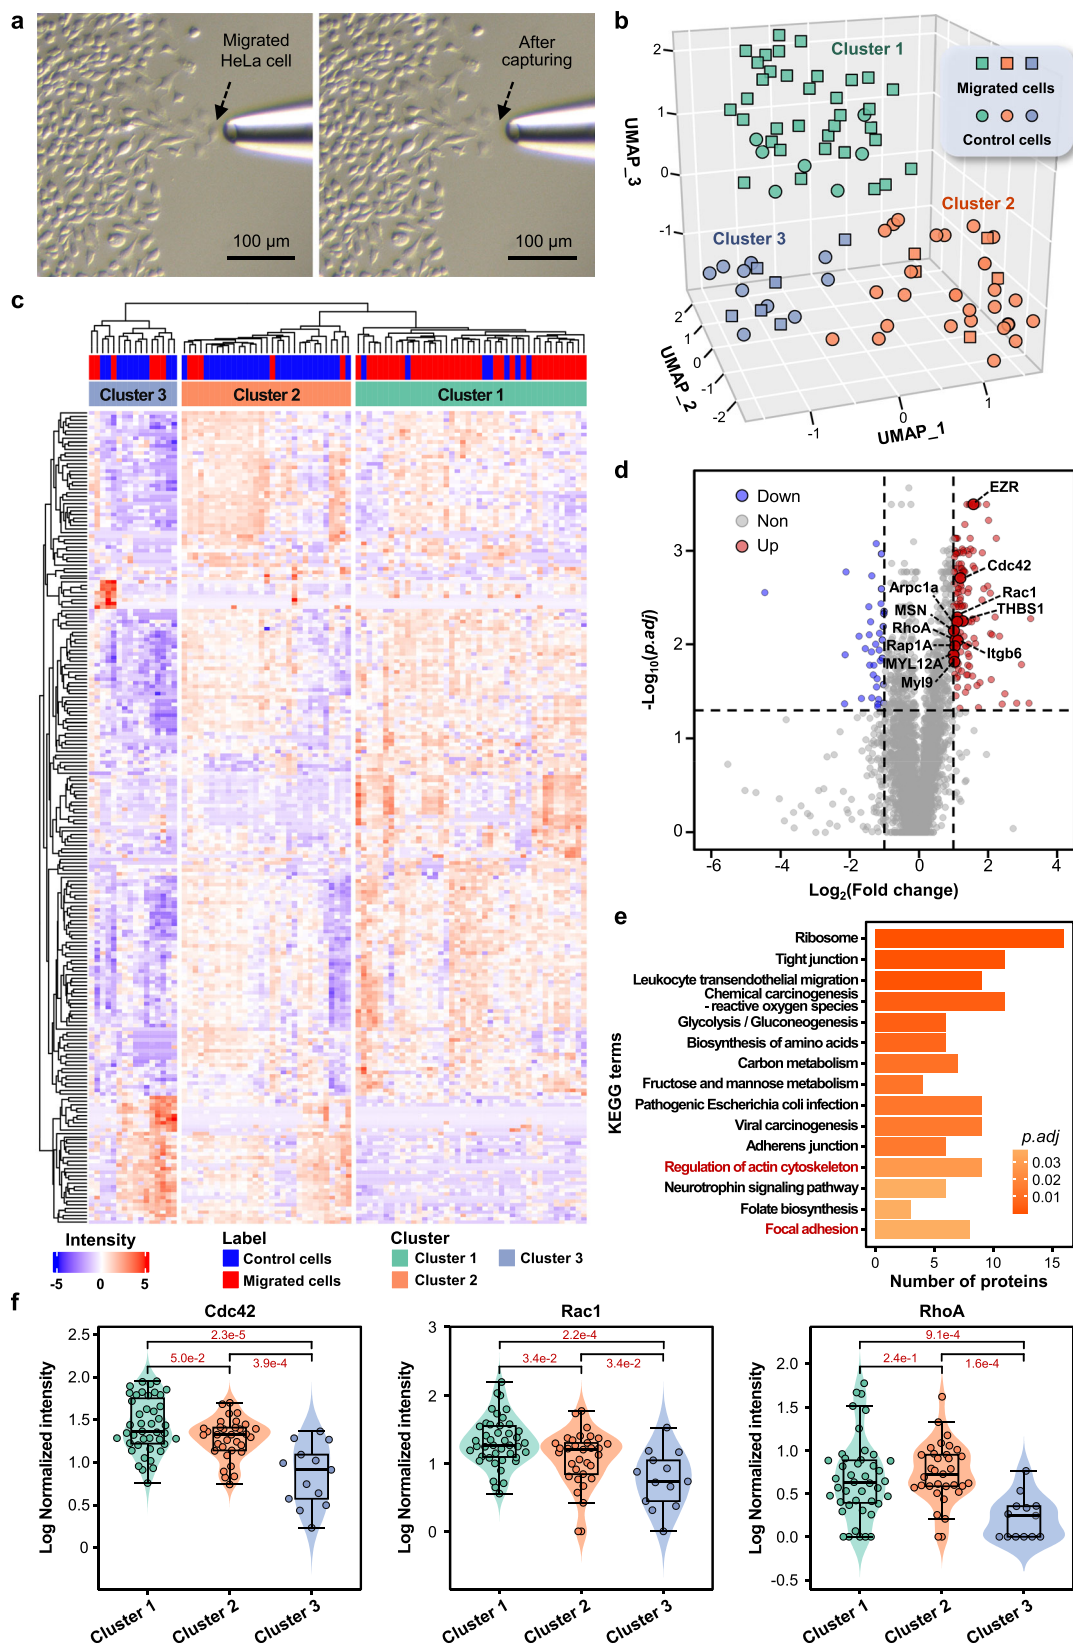 a
Migrated
HeLa cell
100 µm
After
capturing
100 µm
b
Cluster 1
Cluster 2
Cluster 3
Migrated cells
Control cells
UMAP_3
2
1
0
-1
UMAP_2
2
1
0
-1
-2
UMAP_1
-1
0
1
c
Cluster 3
Cluster 2
Cluster 1
Intensity
-5
0
5
Label
Control cells
Migrated cells
Cluster
Cluster 1
Cluster 2
Cluster 3
d
Down
Non
Up
EZR
Cdc42
Arpc1a
Rac1
MSN
THBS1
RhoA
Rap1A
Itgb6
MYL12A
Myl9
-Log10(p.adj)
3
2
1
0
-6
-4
-2
0
2
4
Log2(Fold change)
e
KEGG terms
Ribosome
Tight junction
Leukocyte transendothelial migration
Chemical carcinogenesis
- reactive oxygen species
Glycolysis / Gluconeogenesis
Biosynthesis of amino acids
Carbon metabolism
Fructose and mannose metabolism
Pathogenic Escherichia coli infection
Viral carcinogenesis
Adherens junction
Regulation of actin cytoskeleton
Neurotrophin signaling pathway
Folate biosynthesis
Focal adhesion
p.adj
0.03
0.02
0.01
0
5
10
15
Number of proteins
f
Cdc42
Log Normalized intensity
2.5
2.0
1.5
1.0
0.5
0
2.3e-5
5.0e-2
3.9e-4
Cluster 1
Cluster 2
Cluster 3
Rac1
Log Normalized intensity
3
2
1
0
2.2e-4
3.4e-2
3.4e-2
Cluster 1
Cluster 2
Cluster 3
RhoA
Log Normalized intensity
2.0
1.5
1.0
0.5
0.0
-0.5
9.1e-4
2.4e-1
1.6e-4
Cluster 1
Cluster 2
Cluster 3